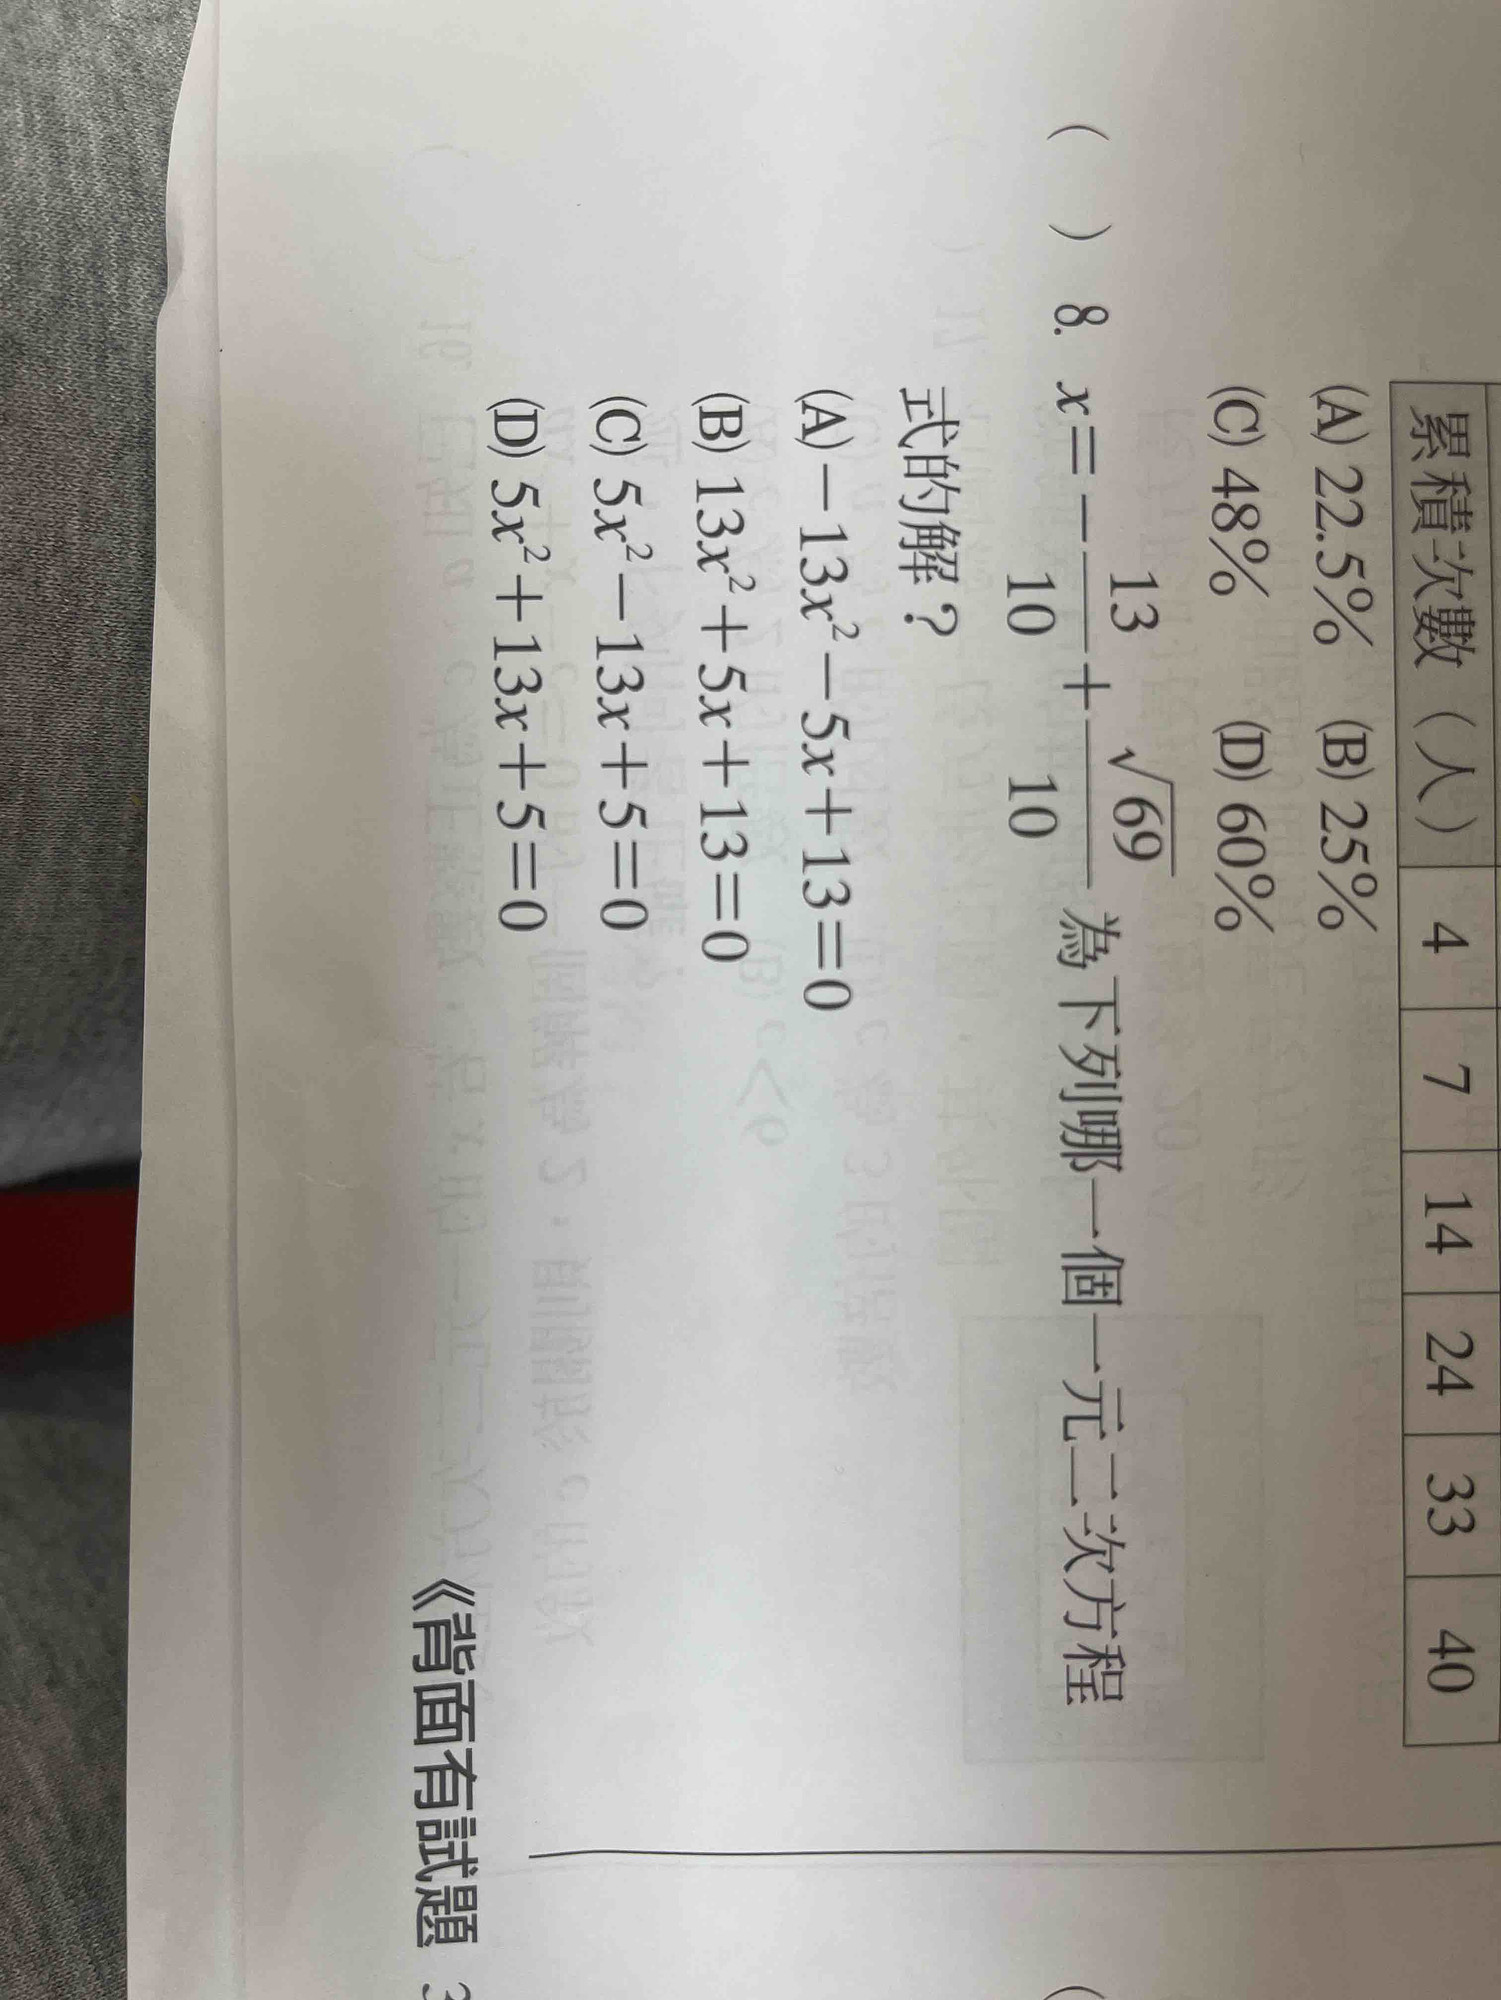 累積次數（人） 4 7 14 24 33 40
(A) 22.5% (B) 25%
(C) 48% (D) 60%
( ) 8. x＝－13/10＋√69/10 為下列哪一個一元二次方程
式的解？
(A) －13x²－5x＋13＝0
(B) 13x²＋5x＋13＝0
(C) 5x²－13x＋5＝0
(D) 5x²＋13x＋5＝0
《背面有試題